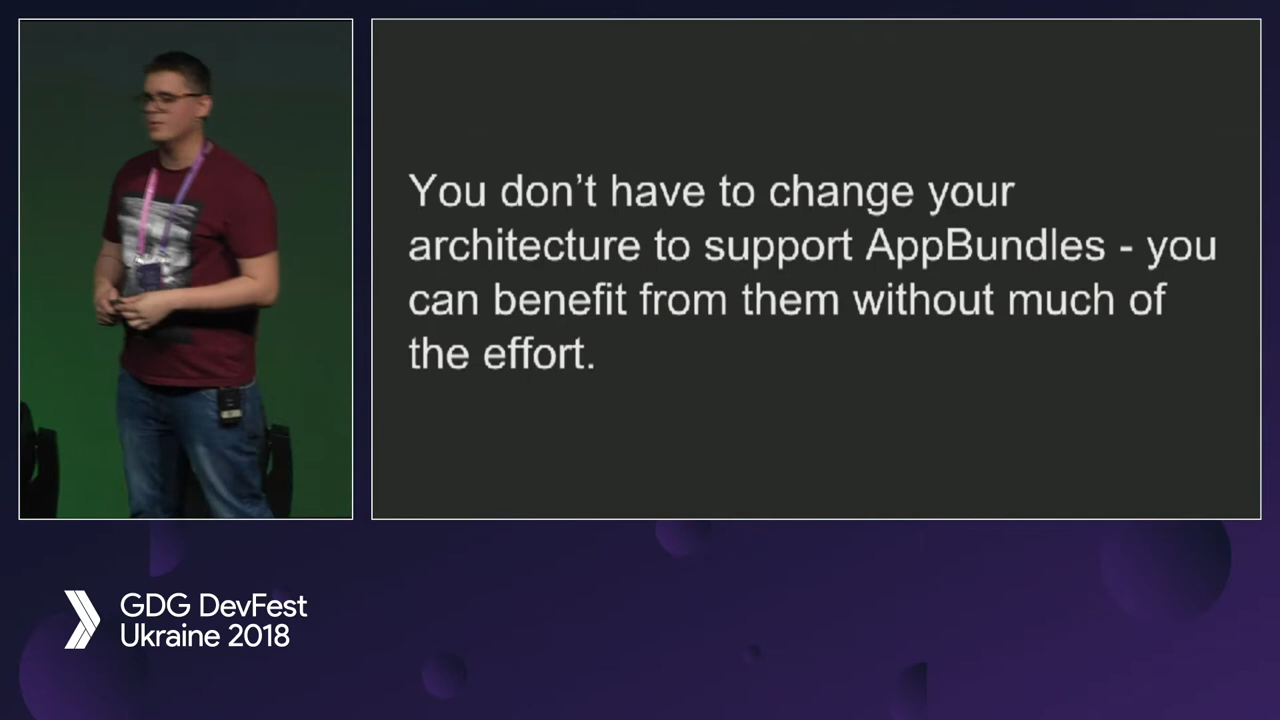 You don’t have to change your
architecture to support AppBundles - you
can benefit from them without much of
the effort.
GDG DevFest
Ukraine 2018